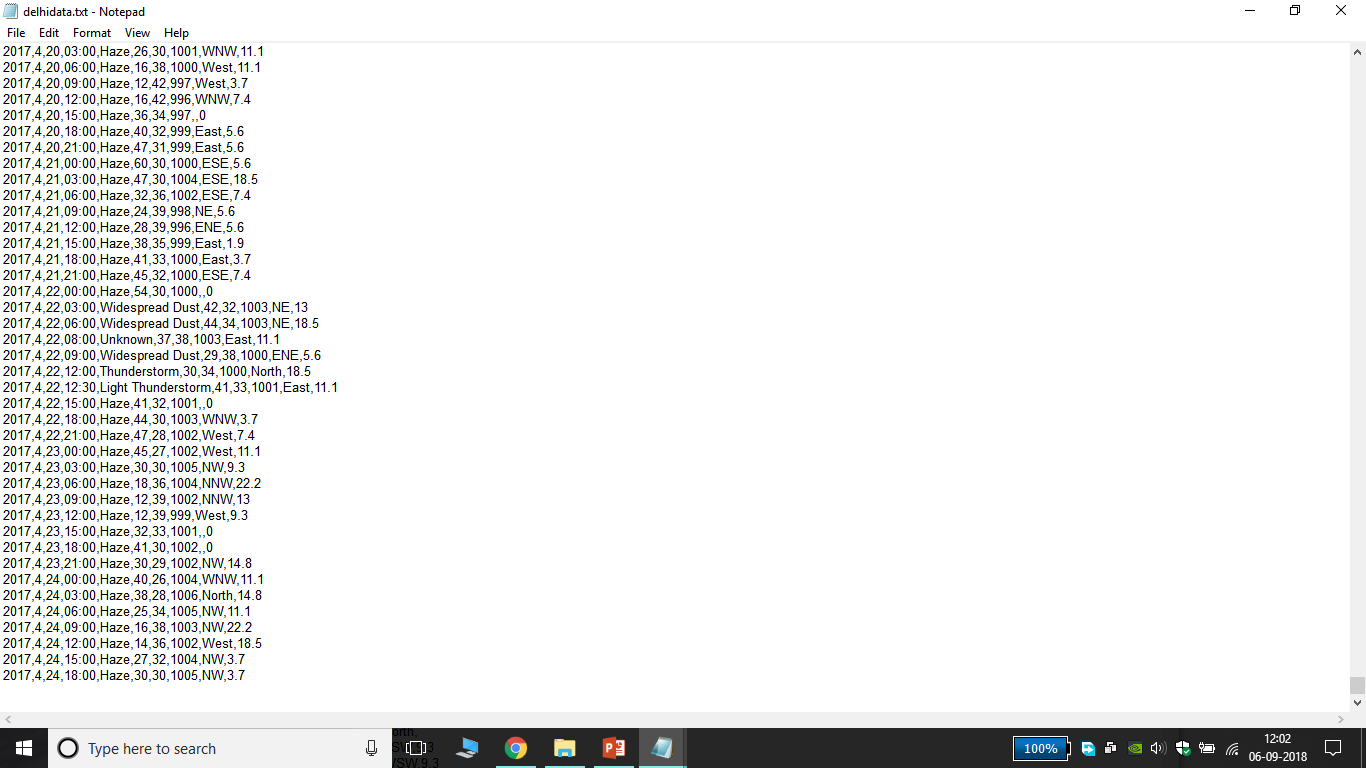 delhidata.txt - Notepad
File Edit Format View Help
2017,4,20,03:00,Haze,26,30,1001,WNW,11.1
2017,4,20,06:00,Haze,16,38,1000,West,11.1
2017,4,20,09:00,Haze,12,42,997,West,3.7
2017,4,20,12:00,Haze,16,42,996,WNW,7.4
2017,4,20,15:00,Haze,36,34,997,,0
2017,4,20,18:00,Haze,40,32,999,East,5.6
2017,4,20,21:00,Haze,47,31,999,East,5.6
2017,4,21,00:00,Haze,60,30,1000,ESE,5.6
2017,4,21,03:00,Haze,47,30,1004,ESE,18.5
2017,4,21,06:00,Haze,32,36,1002,ESE,7.4
2017,4,21,09:00,Haze,24,39,998,NE,5.6
2017,4,21,12:00,Haze,28,39,996,ENE,5.6
2017,4,21,15:00,Haze,38,35,999,East,1.9
2017,4,21,18:00,Haze,41,33,1000,East,3.7
2017,4,21,21:00,Haze,45,32,1000,ESE,7.4
2017,4,22,00:00,Haze,54,30,1000,,0
2017,4,22,03:00,Widespread Dust,42,32,1003,NE,13
2017,4,22,06:00,Widespread Dust,44,34,1003,NE,18.5
2017,4,22,08:00,Unknown,37,38,1003,East,11.1
2017,4,22,09:00,Widespread Dust,29,38,1000,ENE,5.6
2017,4,22,12:00,Thunderstorm,30,34,1000,North,18.5
2017,4,22,12:30,Light Thunderstorm,41,33,1001,East,11.1
2017,4,22,15:00,Haze,41,32,1001,,0
2017,4,22,18:00,Haze,44,30,1003,WNW,3.7
2017,4,22,21:00,Haze,47,28,1002,West,7.4
2017,4,23,00:00,Haze,45,27,1002,West,11.1
2017,4,23,03:00,Haze,30,30,1005,NW,9.3
2017,4,23,06:00,Haze,18,36,1004,NNW,22.2
2017,4,23,09:00,Haze,12,39,1002,NNW,13
2017,4,23,12:00,Haze,12,39,999,West,9.3
2017,4,23,15:00,Haze,32,33,1001,,0
2017,4,23,18:00,Haze,41,30,1002,,0
2017,4,23,21:00,Haze,30,29,1002,NW,14.8
2017,4,24,00:00,Haze,40,26,1004,WNW,11.1
2017,4,24,03:00,Haze,38,28,1006,North,14.8
2017,4,24,06:00,Haze,25,34,1005,NW,11.1
2017,4,24,09:00,Haze,16,38,1003,NW,22.2
2017,4,24,12:00,Haze,14,36,1002,West,18.5
2017,4,24,15:00,Haze,27,32,1004,NW,3.7
2017,4,24,18:00,Haze,30,30,1005,NW,3.7
Type here to search
100%
12:02
06-09-2018